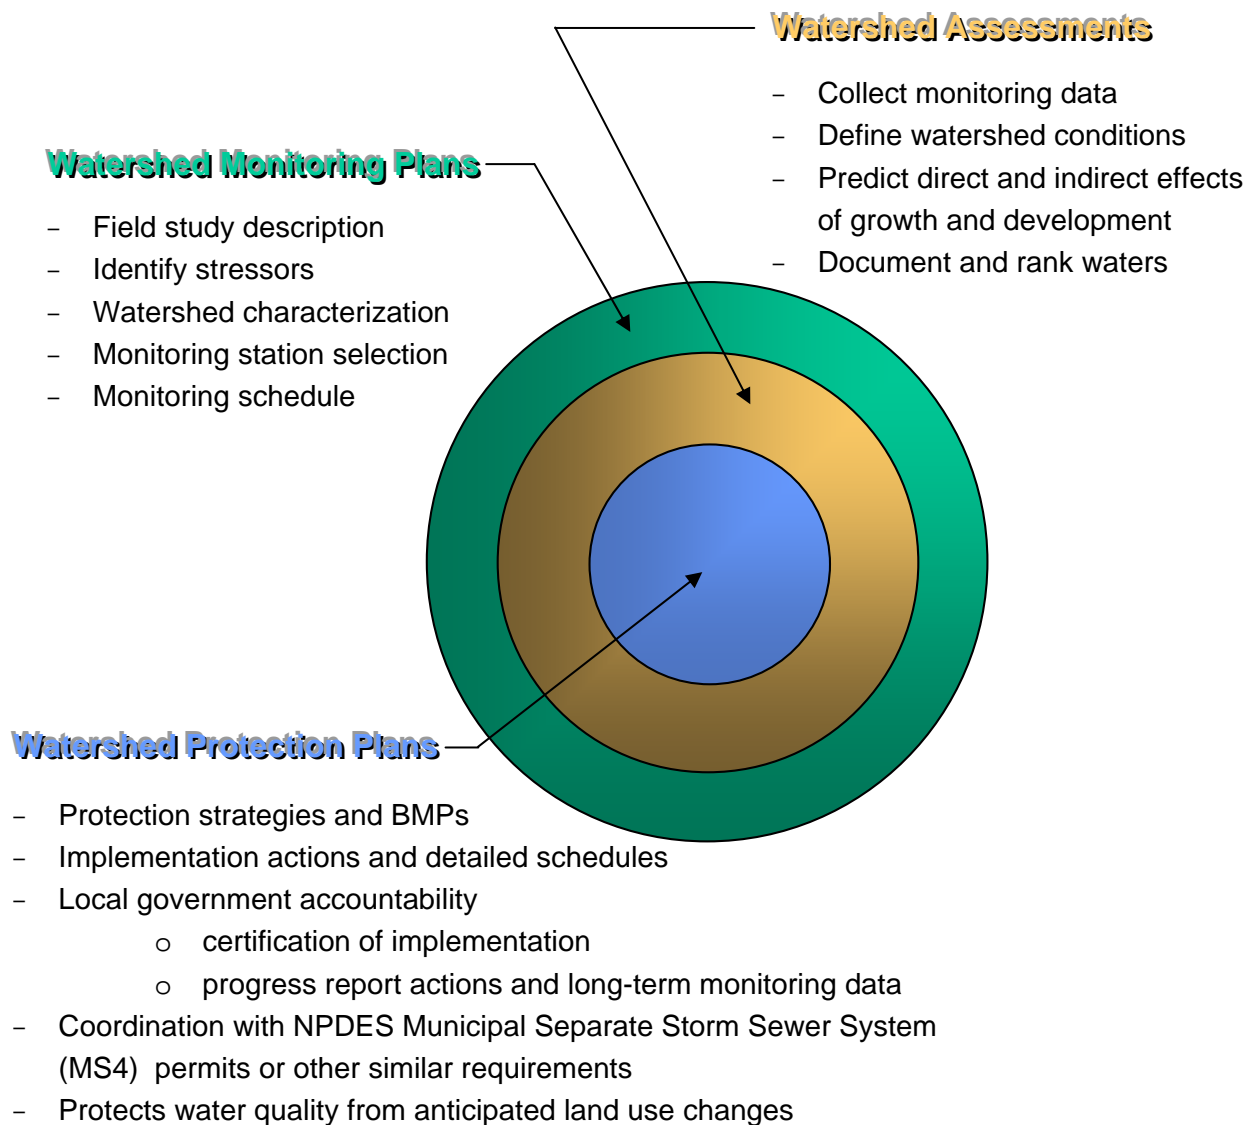 Watershed Assessments
– Collect monitoring data
– Define watershed conditions
– Predict direct and indirect effects
of growth and development
– Document and rank waters
Watershed Monitoring Plans
– Field study description
– Identify stressors
– Watershed characterization
– Monitoring station selection
– Monitoring schedule
Watershed Protection Plans
– Protection strategies and BMPs
– Implementation actions and detailed schedules
– Local government accountability
o certification of implementation
o progress report actions and long-term monitoring data
– Coordination with NPDES Municipal Separate Storm Sewer System
(MS4) permits or other similar requirements
– Protects water quality from anticipated land use changes